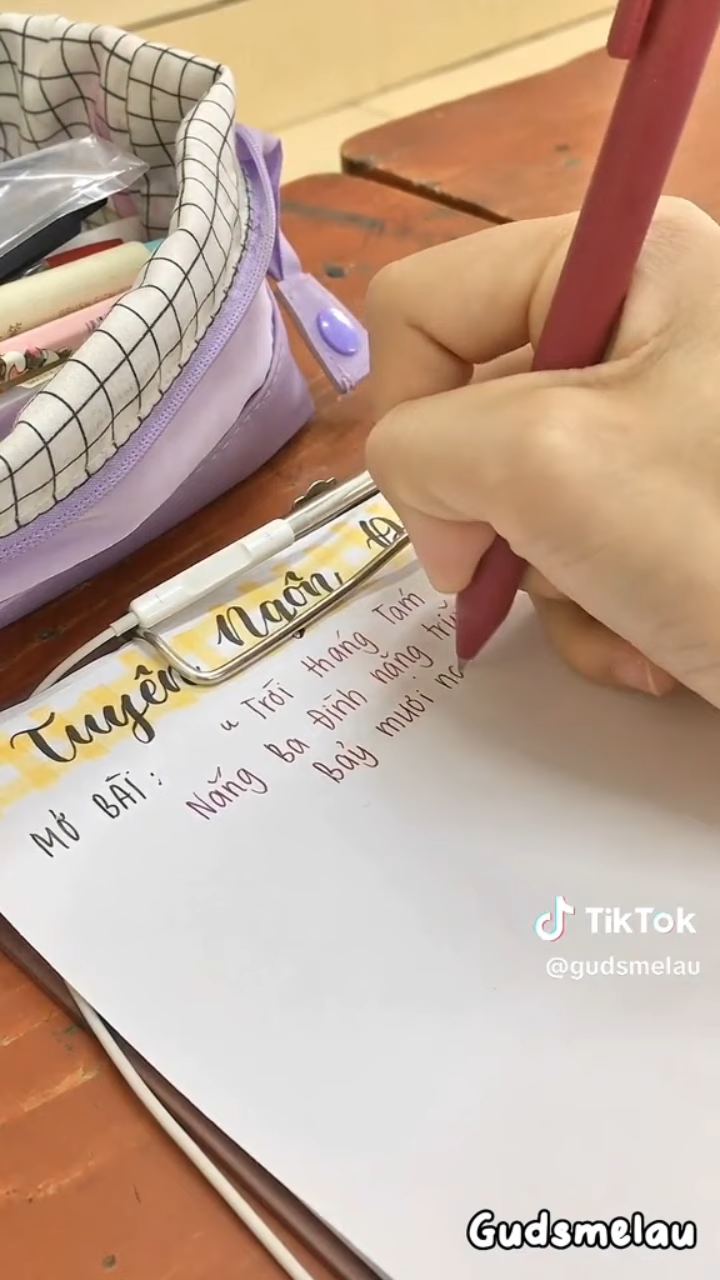 Tuyên Ngôn
MỞ BÀI:
“ Trời tháng Tám
Nắng Ba Đình nắng
Bảy mươi
TikTok
@gudsmelau
Gudsmelau